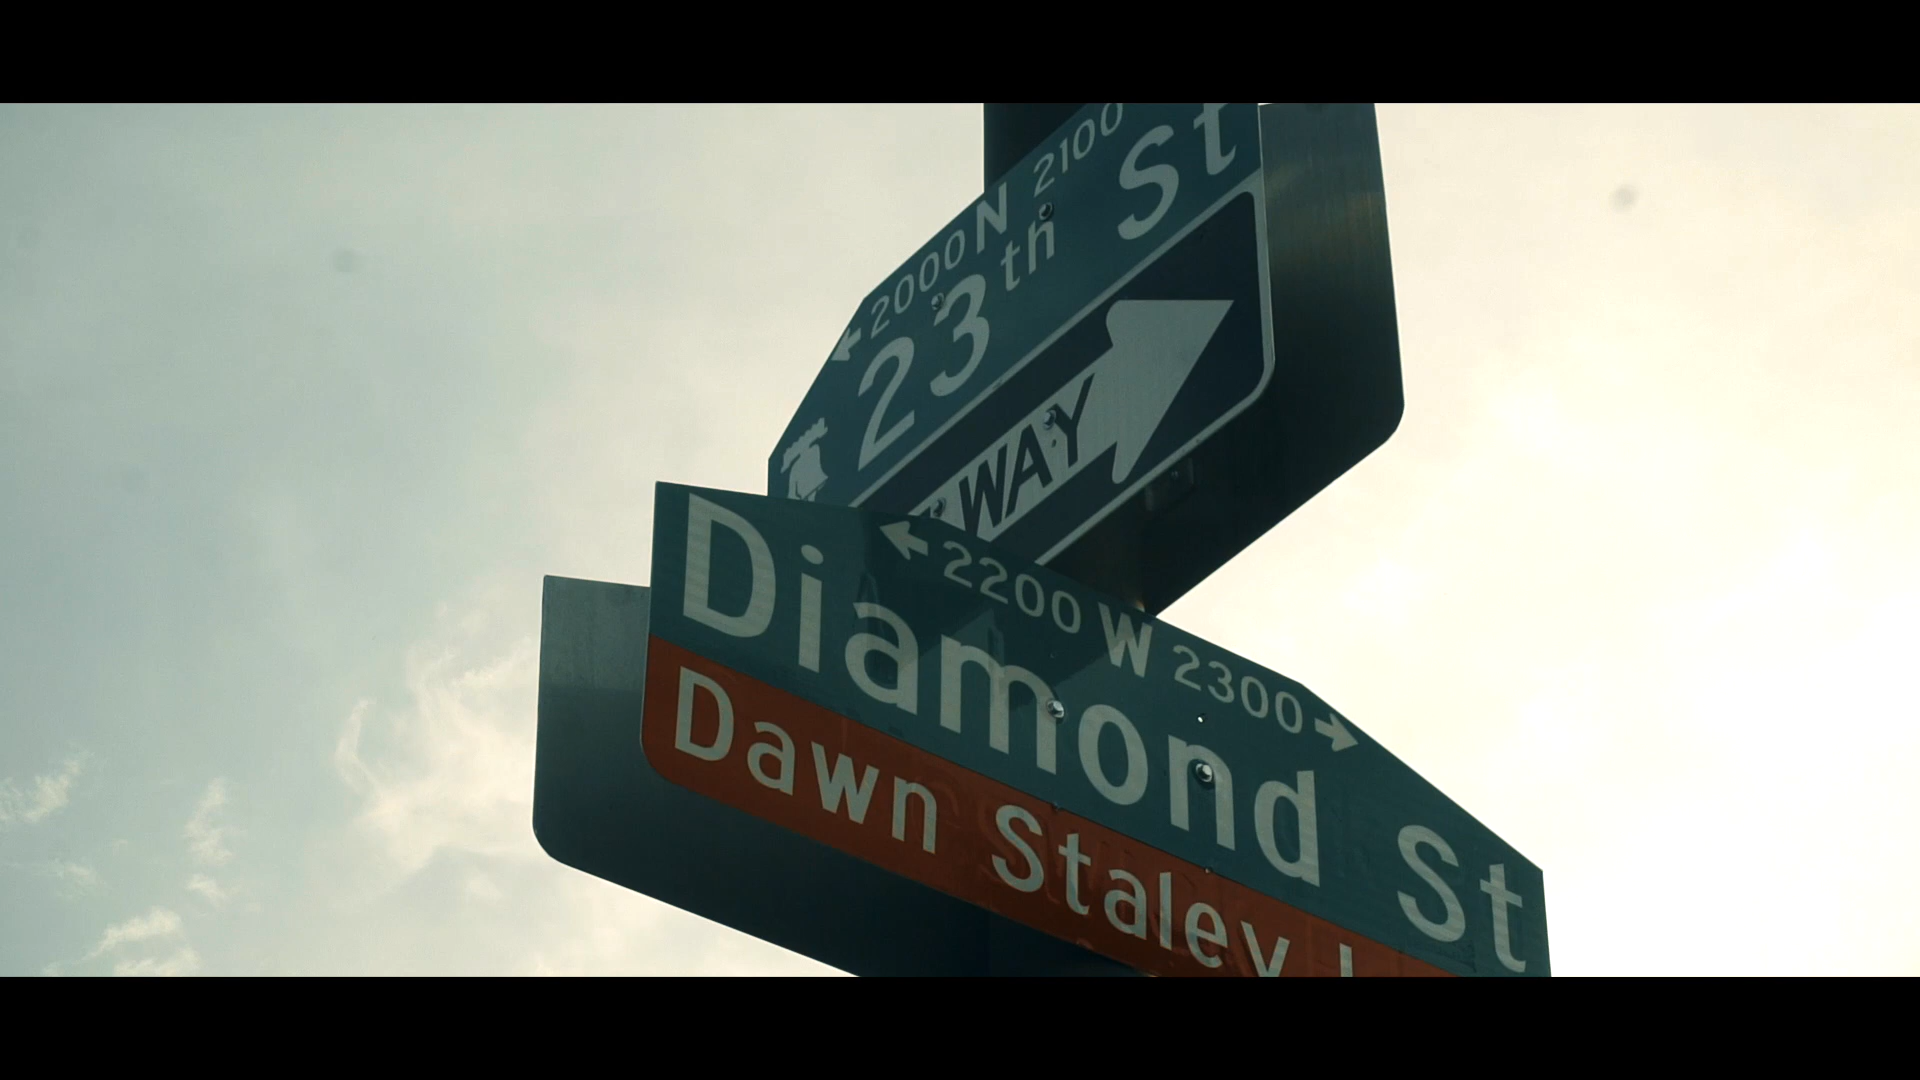 ← 2000 N 2100
23th St
WAY
← 2200 W 2300 →
Diamond St
Dawn Staley